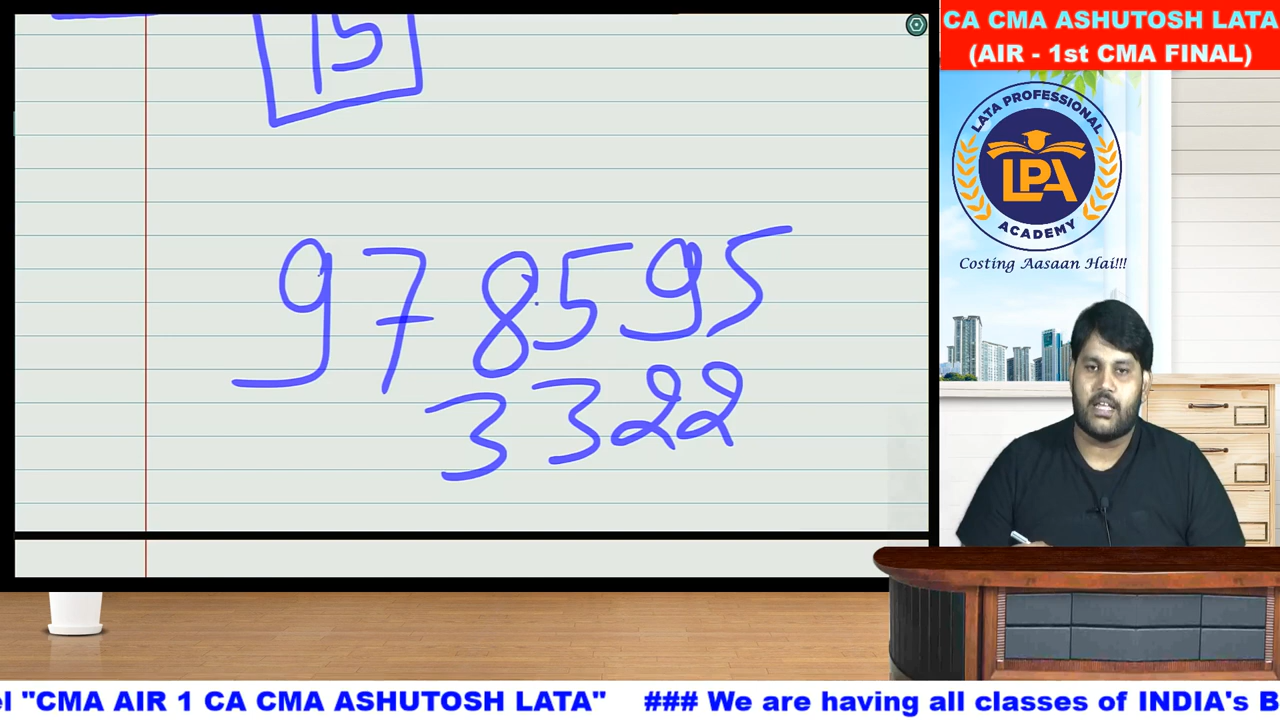 15
978595
3322
CA CMA ASHUTOSH LATA
(AIR - 1st CMA FINAL)
LATA PROFESSIONAL
LPA
ACADEMY
Costing Aasaan Hai!!!
"CMA AIR 1 CA CMA ASHUTOSH LATA" ### We are having all classes of INDIA's